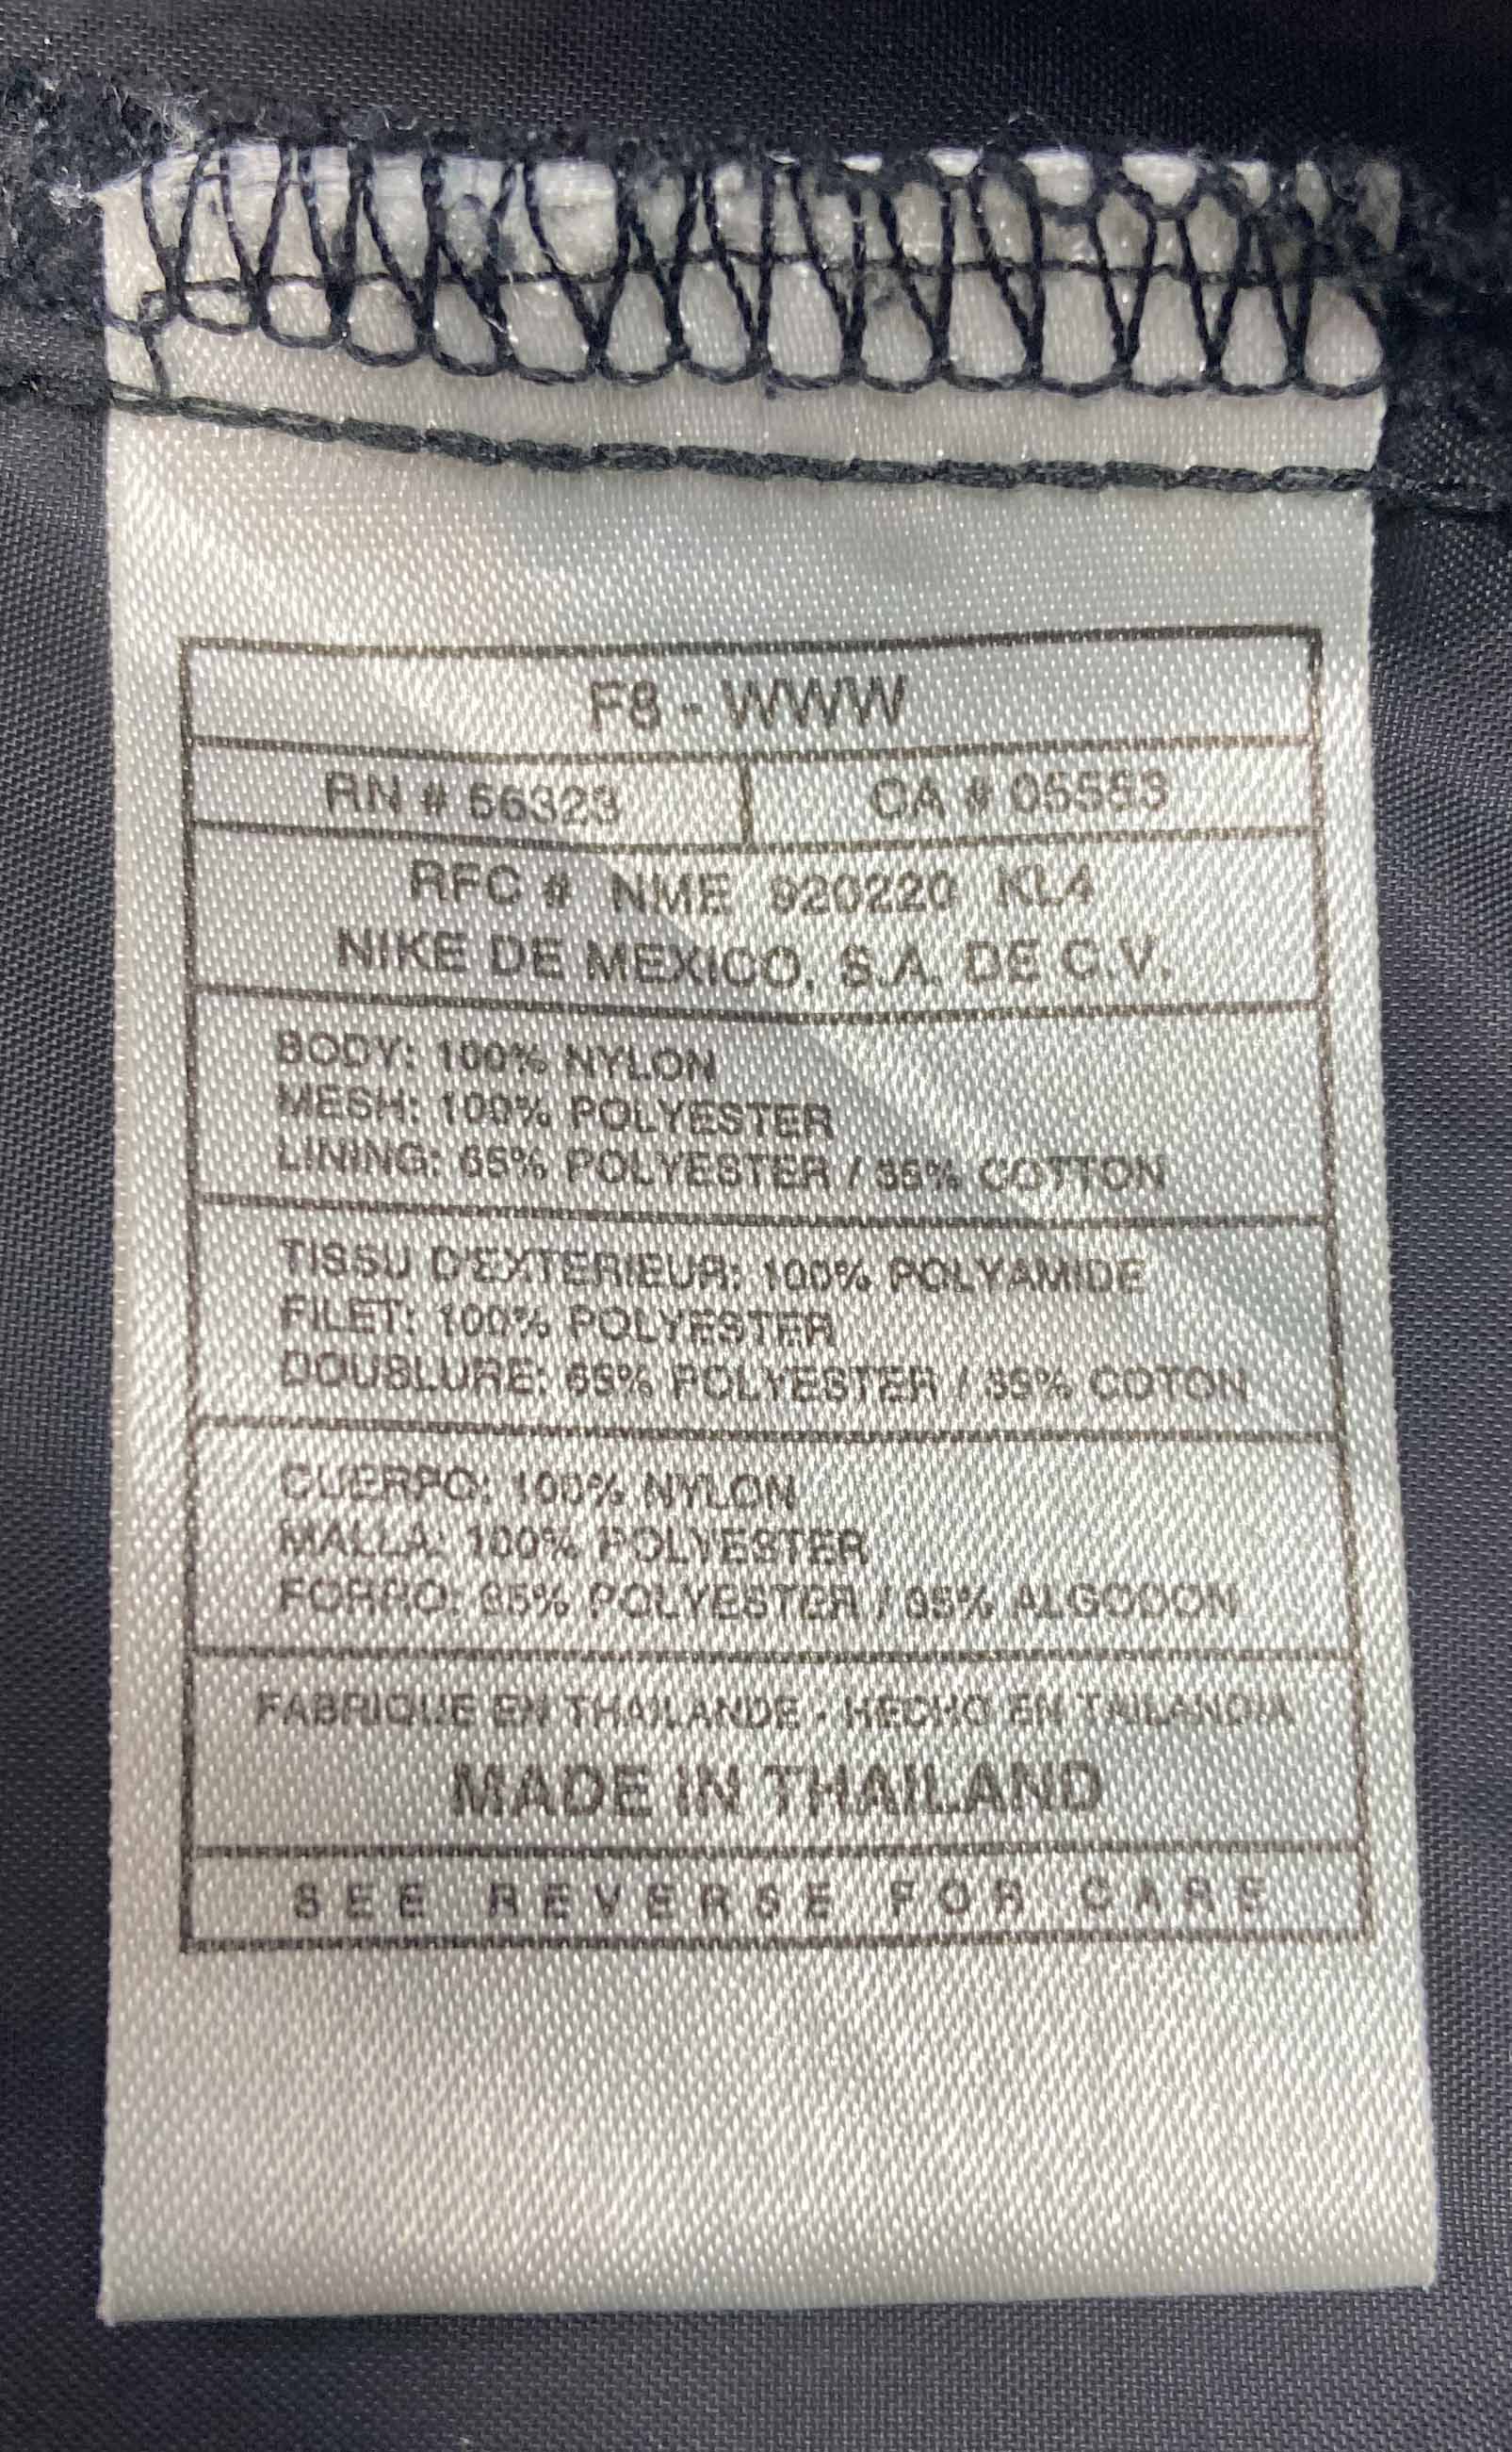 F8 - WWW
RN # 56323 CA # 05553
RFC # NME 920220 KL4
NIKE DE MEXICO, S.A. DE C.V.
BODY: 100% NYLON
MESH: 100% POLYESTER
LINING: 65% POLYESTER / 35% COTTON
TISSU D'EXTERIEUR: 100% POLYAMIDE
FILET: 100% POLYESTER
DOUBLURE: 65% POLYESTER / 35% COTON
CUERPO: 100% NYLON
MALLA: 100% POLYESTER
FORRO: 65% POLYESTER / 35% ALGODON
FABRIQUE EN THAILANDE - HECHO EN TAILANDIA
MADE IN THAILAND
SEE REVERSE FOR CARE